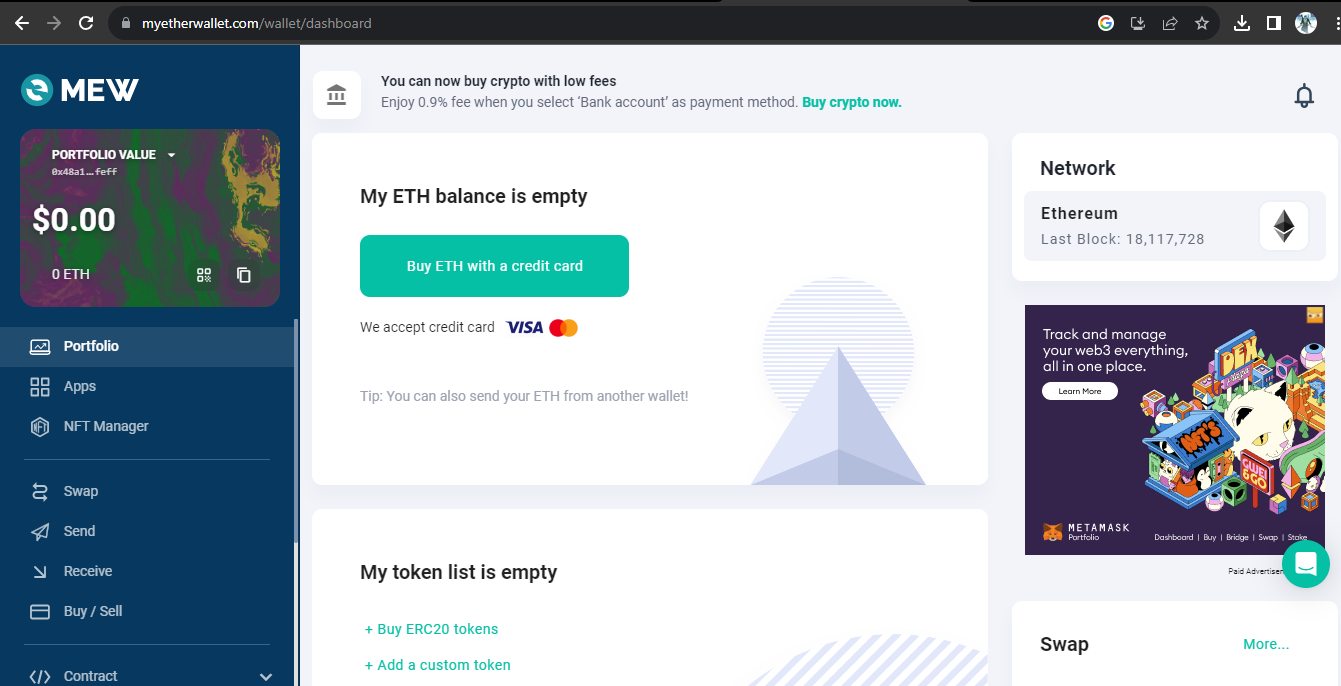 myetherwallet.com/wallet/dashboard
MEW
PORTFOLIO VALUE
0x48a1...feff
$0.00
0 ETH
Portfolio
Apps
NFT Manager
Swap
Send
Receive
Buy / Sell
Contract
You can now buy crypto with low fees
Enjoy 0.9% fee when you select ‘Bank account’ as payment method. Buy crypto now.
My ETH balance is empty
Buy ETH with a credit card
We accept credit card VISA
Tip: You can also send your ETH from another wallet!
My token list is empty
+ Buy ERC20 tokens
+ Add a custom token
Network
Ethereum
Last Block: 18,117,728
Track and manage
your web3 everything,
all in one place.
Learn More
DEX
NFT's
GWEI
& GO
METAMASK
Portfolio
Dashboard | Buy | Bridge | Swap | Stake
Paid Advertisem
Swap
More...